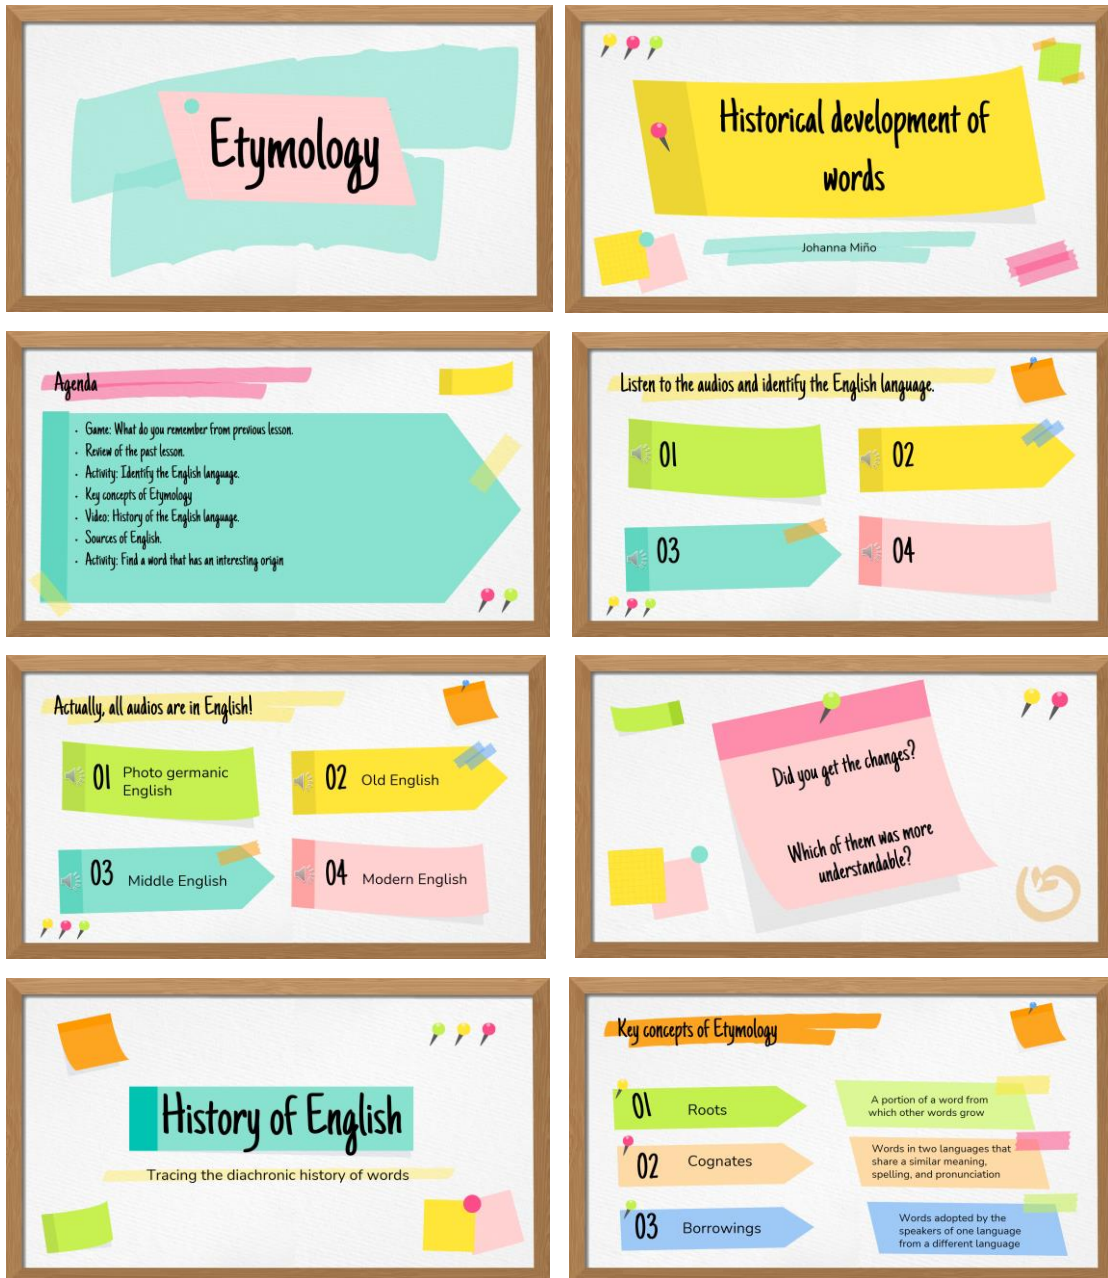 Etymology
Historical development of
words
Johanna Miño
Agenda
• Game: What do you remember from previous lesson.
• Review of the past lesson.
• Activity: Identify the English language.
• Key concepts of Etymology
• Video: History of the English language.
• Sources of English.
• Activity: Find a word that has an interesting origin
Listen to the audios and identify the English language.
01
02
03
04
Actually, all audios are in English!
01 Photo germanic
English
02 Old English
03 Middle English
04 Modern English
Did you get the changes?
Which of them was more
understandable?
History of English
Tracing the diachronic history of words
Key concepts of Etymology
01 Roots
A portion of a word from
which other words grow
02 Cognates
Words in two languages that
share a similar meaning,
spelling, and pronunciation
03 Borrowings
Words adopted by the
speakers of one language
from a different language